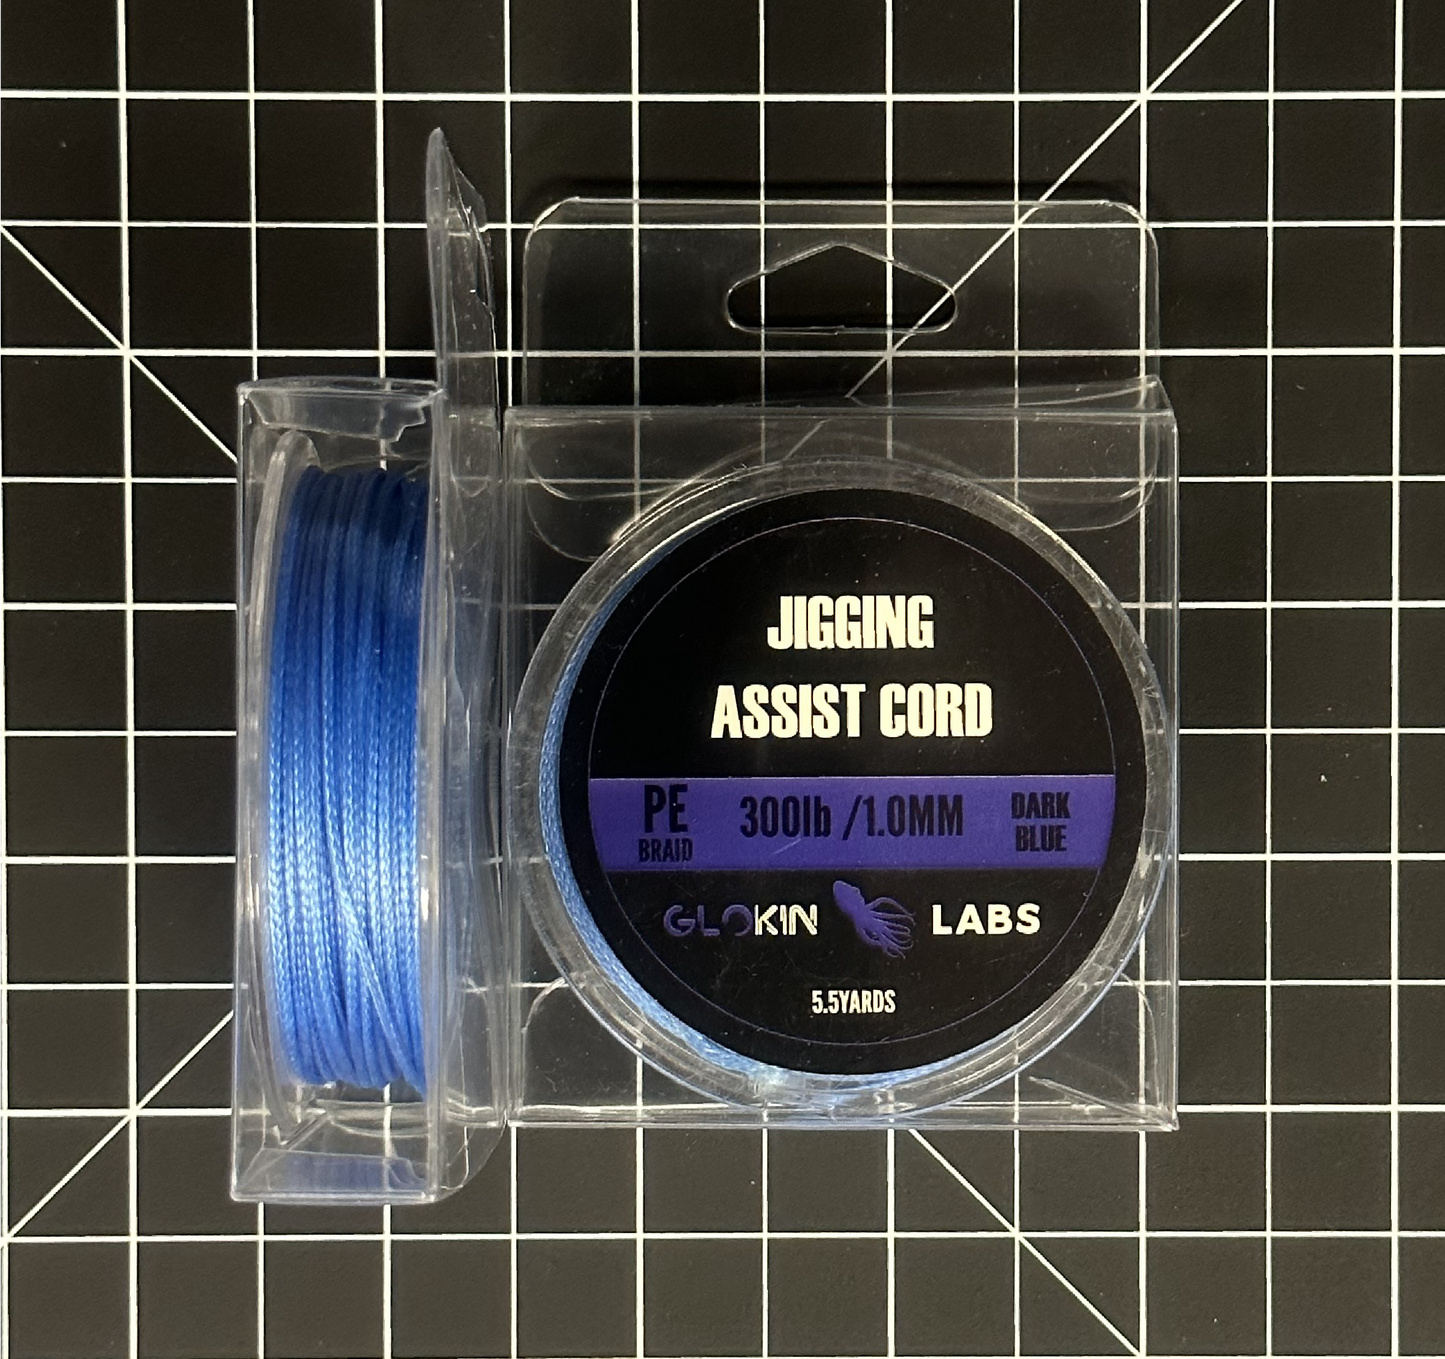 JIGGING
ASSIST CORD
PE
BRAID
300lb /1.0MM
DARK
BLUE
GLOKIN LABS
5.5YARDS